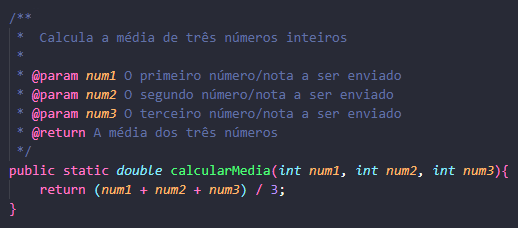 /**
 *  Calcula a média de três números inteiros
 *
 * @param num1 O primeiro número/nota a ser enviado
 * @param num2 O segundo número/nota a ser enviado
 * @param num3 O terceiro número/nota a ser enviado
 * @return A média dos três números
 */
public static double calcularMedia(int num1, int num2, int num3){
    return (num1 + num2 + num3) / 3;
}